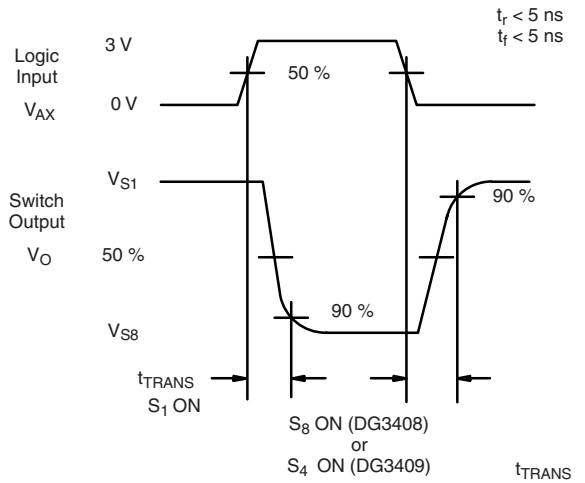 t_r < 5 ns
t_f < 5 ns
Logic
Input
V_AX
3 V
0 V
50 %
50 %
Switch
Output
V_O
V_S1
50 %
V_S8
90 %
90 %
t_TRANS
S_1 ON
S_8 ON (DG3408)
or
S_4 ON (DG3409)
t_TRANS